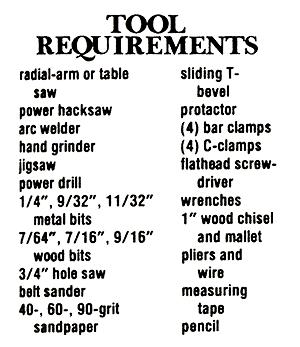 TOOL
REQUIREMENTS
radial-arm or table
saw
power hacksaw
arc welder
hand grinder
jigsaw
power drill
1/4", 9/32", 11/32"
metal bits
7/64", 7/16", 9/16"
wood bits
3/4" hole saw
belt sander
40-, 60-, 90-grit
sandpaper
sliding T-
bevel
protactor
(4) bar clamps
(4) C-clamps
flathead screw-
driver
wrenches
1" wood chisel
and mallet
pliers and
wire
measuring
tape
pencil